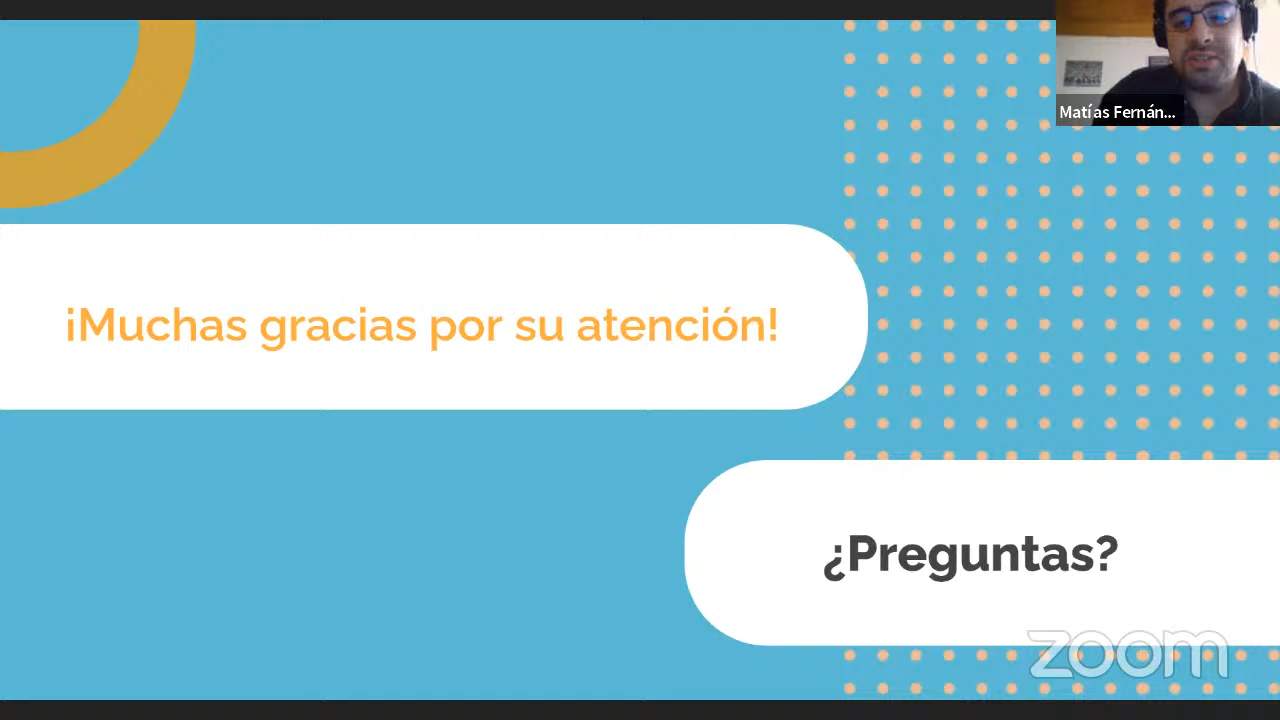 Matías Fernán...
¡Muchas gracias por su atención!
¿Preguntas?
zoom